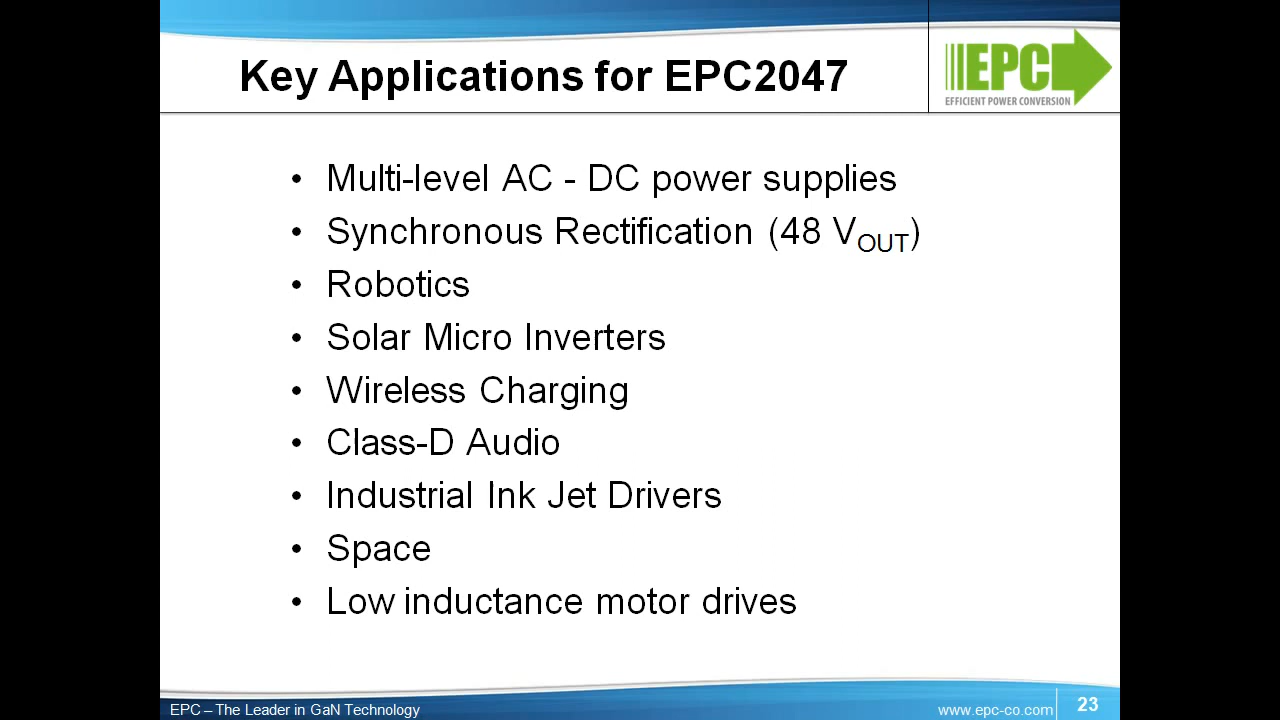 Key Applications for EPC2047
EPC
EFFICIENT POWER CONVERSION
• Multi-level AC - DC power supplies
• Synchronous Rectification (48 VOUT)
• Robotics
• Solar Micro Inverters
• Wireless Charging
• Class-D Audio
• Industrial Ink Jet Drivers
• Space
• Low inductance motor drives
EPC – The Leader in GaN Technology
www.epc-co.com
23